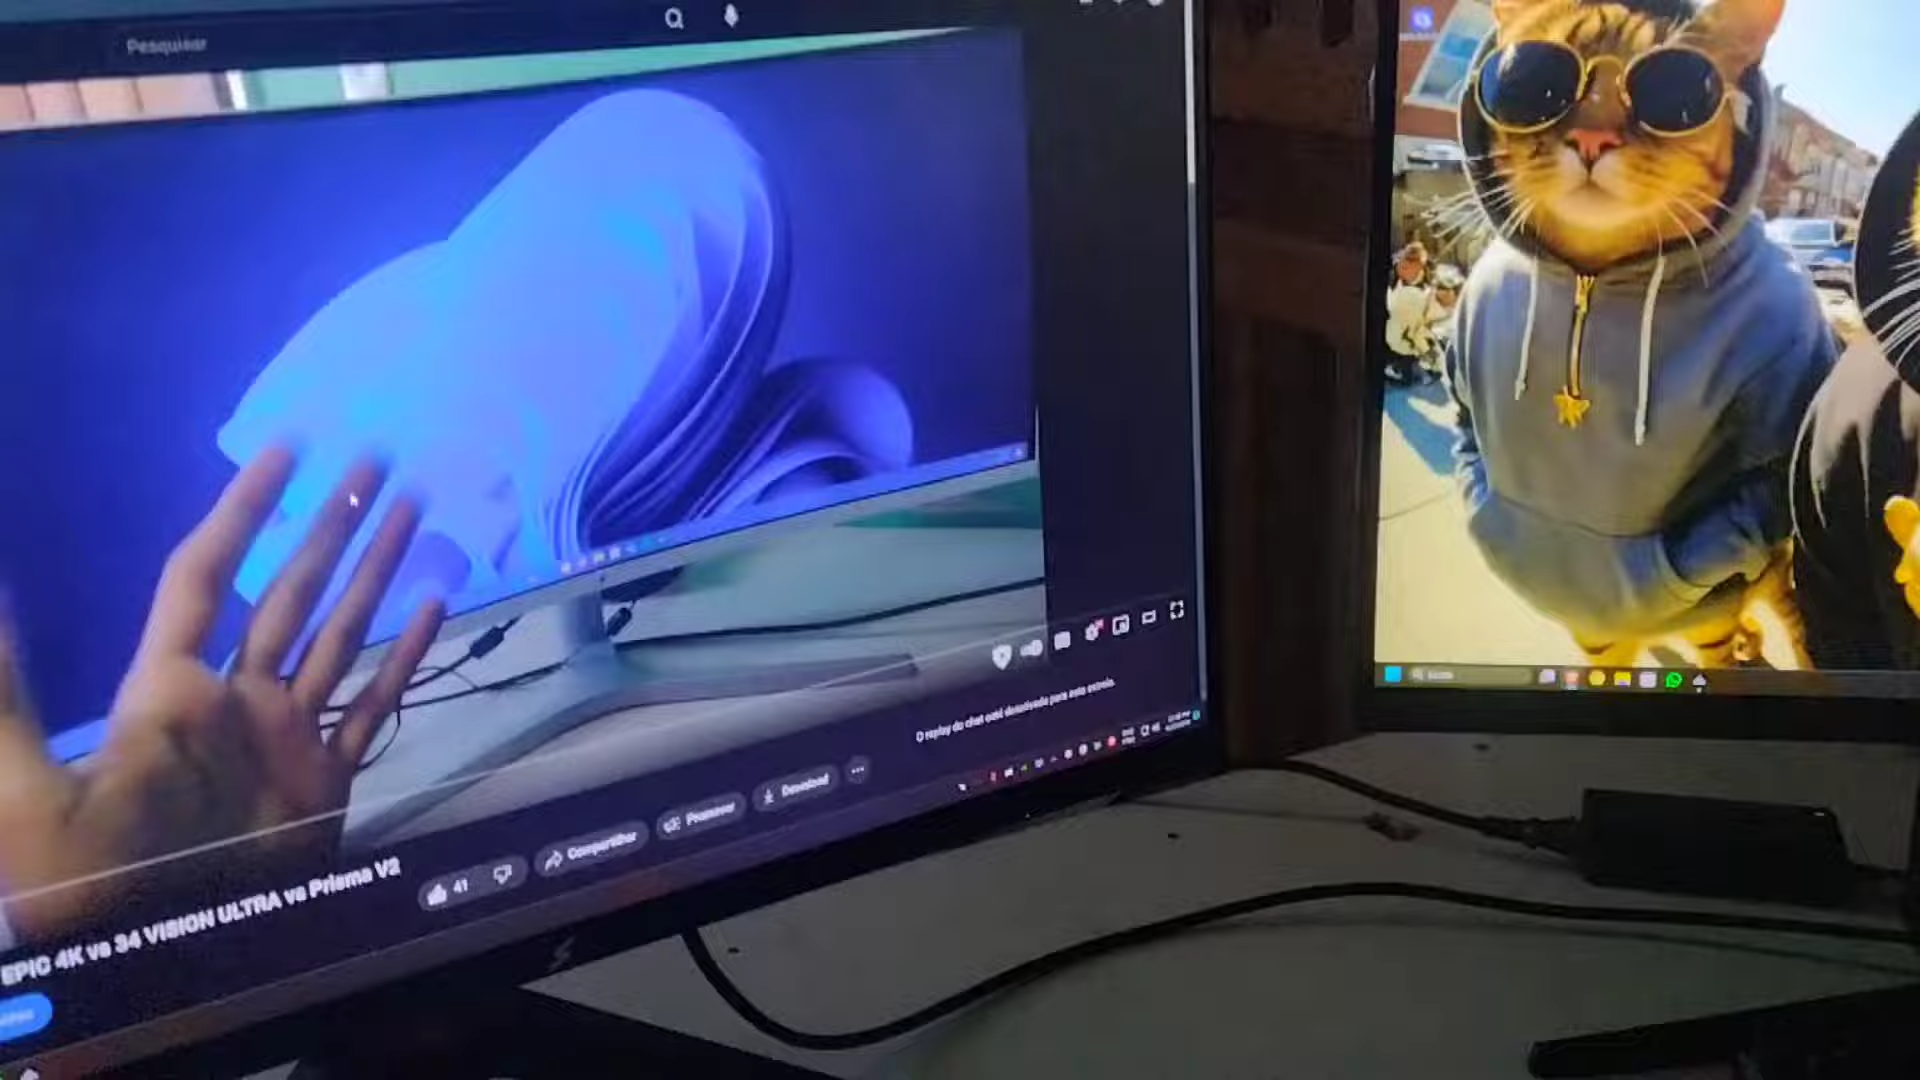 Pesquisar
O replay do chat está desativado para esta estreia.
EPIC 4K vs 34 VISION ULTRA vs Prisma V2
41
Compartilhar
Promover
Download